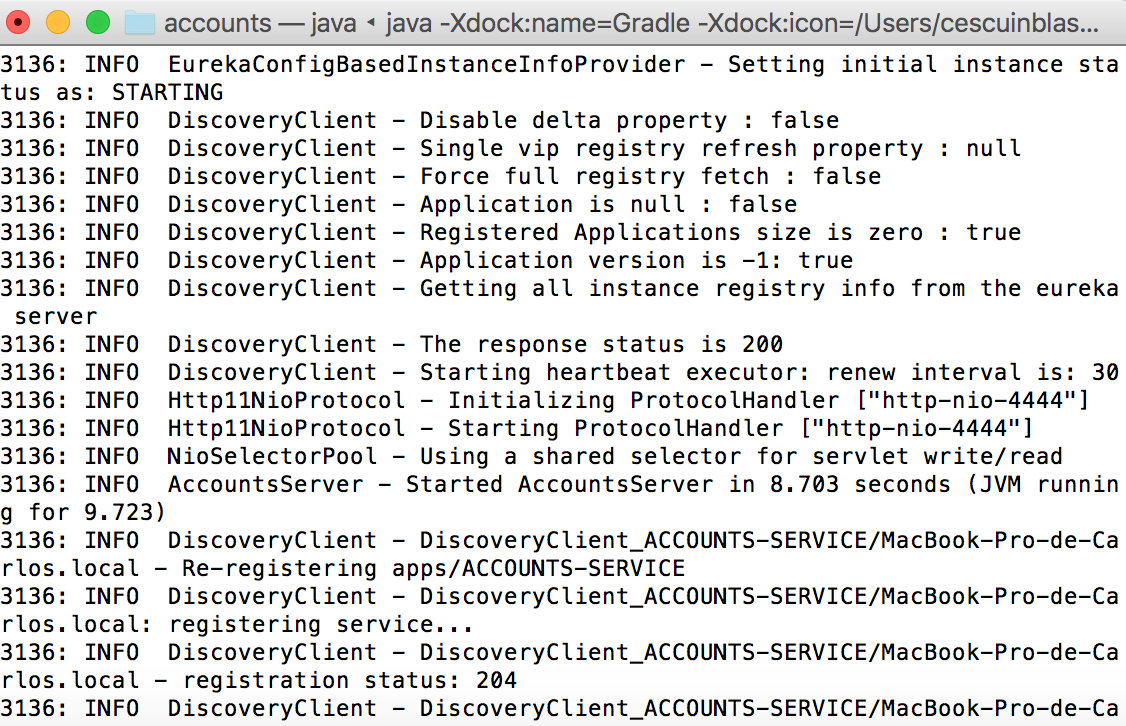 accounts — java ◂ java -Xdock:name=Gradle -Xdock:icon=/Users/cescuinblas...
3136: INFO  EurekaConfigBasedInstanceInfoProvider – Setting initial instance sta
tus as: STARTING
3136: INFO  DiscoveryClient – Disable delta property : false
3136: INFO  DiscoveryClient – Single vip registry refresh property : null
3136: INFO  DiscoveryClient – Force full registry fetch : false
3136: INFO  DiscoveryClient – Application is null : false
3136: INFO  DiscoveryClient – Registered Applications size is zero : true
3136: INFO  DiscoveryClient – Application version is -1: true
3136: INFO  DiscoveryClient – Getting all instance registry info from the eureka
 server
3136: INFO  DiscoveryClient – The response status is 200
3136: INFO  DiscoveryClient – Starting heartbeat executor: renew interval is: 30
3136: INFO  Http11NioProtocol – Initializing ProtocolHandler ["http-nio-4444"]
3136: INFO  Http11NioProtocol – Starting ProtocolHandler ["http-nio-4444"]
3136: INFO  NioSelectorPool – Using a shared selector for servlet write/read
3136: INFO  AccountsServer – Started AccountsServer in 8.703 seconds (JVM runnin
g for 9.723)
3136: INFO  DiscoveryClient – DiscoveryClient_ACCOUNTS-SERVICE/MacBook-Pro-de-Ca
rlos.local – Re-registering apps/ACCOUNTS-SERVICE
3136: INFO  DiscoveryClient – DiscoveryClient_ACCOUNTS-SERVICE/MacBook-Pro-de-Ca
rlos.local: registering service...
3136: INFO  DiscoveryClient – DiscoveryClient_ACCOUNTS-SERVICE/MacBook-Pro-de-Ca
rlos.local – registration status: 204
3136: INFO  DiscoveryClient – DiscoveryClient_ACCOUNTS-SERVICE/MacBook-Pro-de-Ca